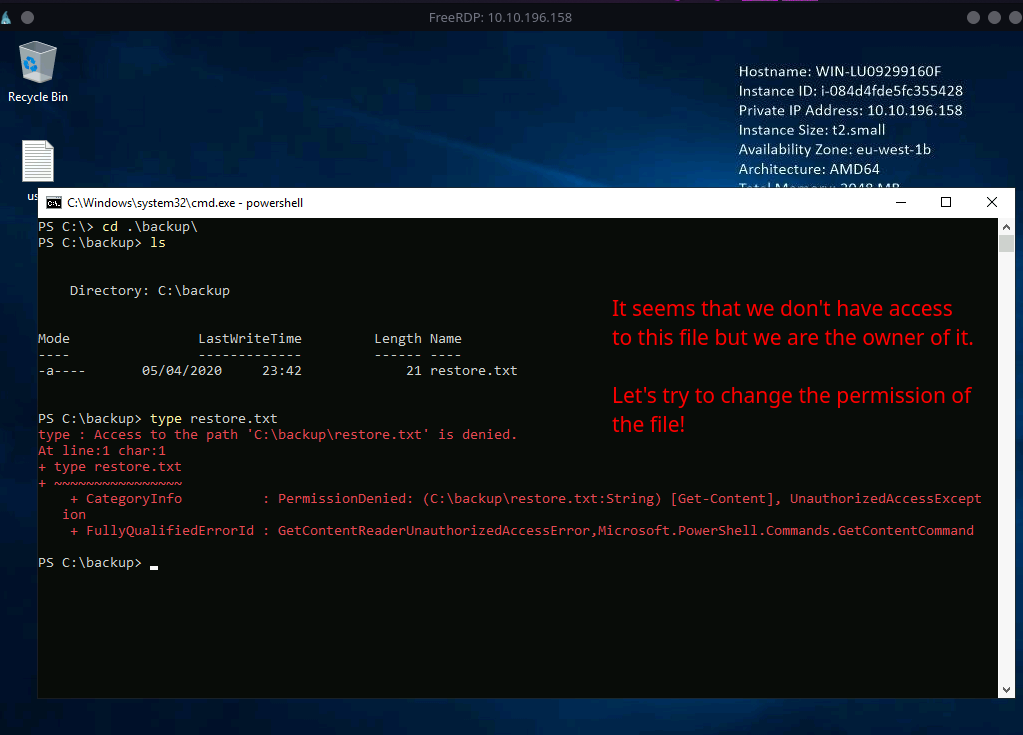 FreeRDP: 10.10.196.158
Recycle Bin
Hostname: WIN-LU09299160F
Instance ID: i-084d4fde5fc355428
Private IP Address: 10.10.196.158
Instance Size: t2.small
Availability Zone: eu-west-1b
Architecture: AMD64
Total Memory: 2048 MB
us
C:\Windows\system32\cmd.exe - powershell
PS C:\> cd .\backup\
PS C:\backup> ls
Directory: C:\backup
Mode                LastWriteTime         Length Name
----                -------------         ------ ----
-a----       05/04/2020     23:42             21 restore.txt
PS C:\backup> type restore.txt
type : Access to the path 'C:\backup\restore.txt' is denied.
At line:1 char:1
+ type restore.txt
+ ~~~~~~~~~~~~~~~~
+ CategoryInfo          : PermissionDenied: (C:\backup\restore.txt:String) [Get-Content], UnauthorizedAccessExcept
ion
+ FullyQualifiedErrorId : GetContentReaderUnauthorizedAccessError,Microsoft.PowerShell.Commands.GetContentCommand
PS C:\backup>
It seems that we don't have access
to this file but we are the owner of it.
Let's try to change the permission of
the file!